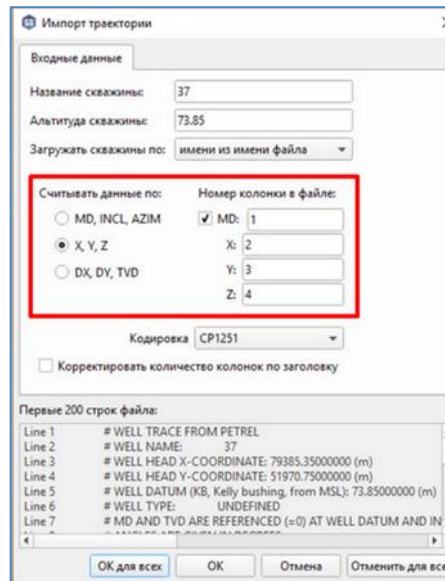 Импорт траектории
Входные данные
Название скважины: 37
Альтитуда скважины: 73.85
Загружать скважины по: имени из имени файла
Считывать данные по: Номер колонки в файле:
MD, INCL, AZIM MD: 1
X, Y, Z X: 2
Y: 3
DX, DY, TVD
Z: 4
Кодировка CP1251
Корректировать количество колонок по заголовку
Первые 200 строк файла:
Line 1 # WELL TRACE FROM PETREL
Line 2 # WELL NAME: 37
Line 3 # WELL HEAD X-COORDINATE: 79385.35000000 (m)
Line 4 # WELL HEAD Y-COORDINATE: 51970.75000000 (m)
Line 5 # WELL DATUM (KB, Kelly bushing, from MSL): 73.85000000 (m)
Line 6 # WELL TYPE: UNDEFINED
Line 7 # MD AND TVD ARE REFERENCED (=0) AT WELL DATUM AND IN
OK для всех OK Отмена Отменить для все